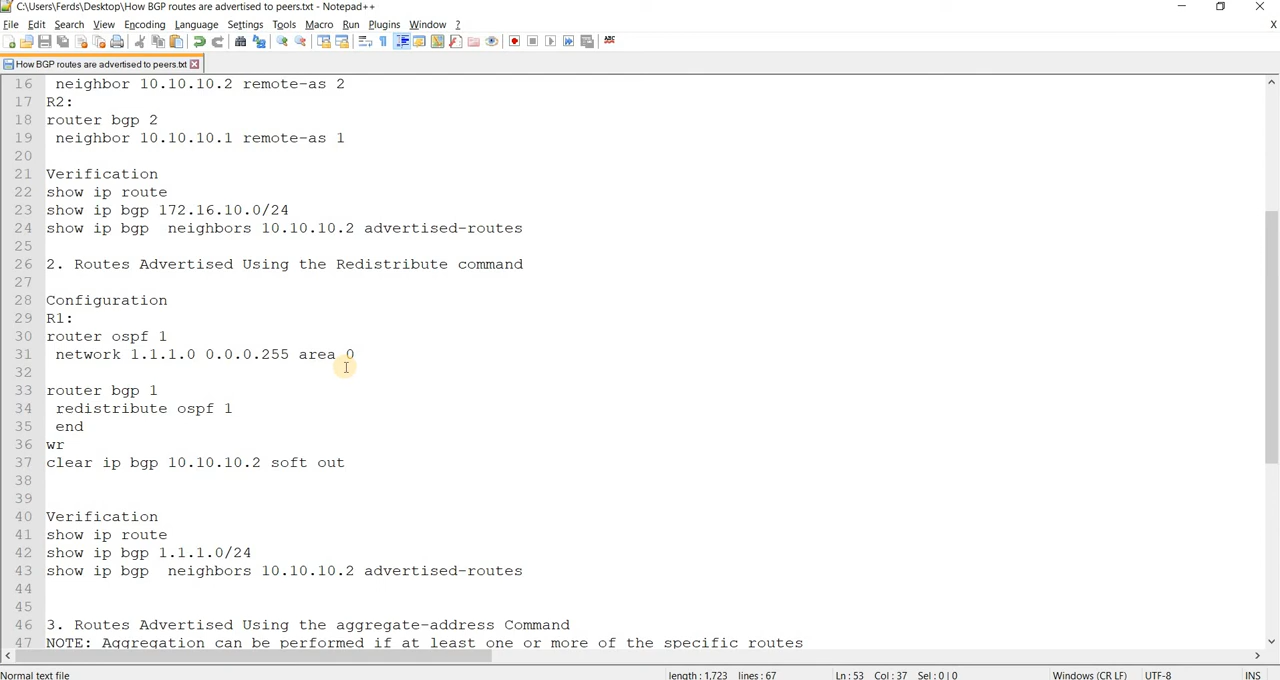 C:\Users\Ferds\Desktop\How BGP routes are advertised to peers.txt - Notepad++
File Edit Search View Encoding Language Settings Tools Macro Run Plugins Window ?
X
ABC
How BGP routes are advertised to peers.txt
16 neighbor 10.10.10.2 remote-as 2
17 R2:
18 router bgp 2
19 neighbor 10.10.10.1 remote-as 1
20
21 Verification
22 show ip route
23 show ip bgp 172.16.10.0/24
24 show ip bgp  neighbors 10.10.10.2 advertised-routes
25
26 2. Routes Advertised Using the Redistribute command
27
28 Configuration
29 R1:
30 router ospf 1
31 network 1.1.1.0 0.0.0.255 area 0
32
33 router bgp 1
34 redistribute ospf 1
35 end
36 wr
37 clear ip bgp 10.10.10.2 soft out
38
39
40 Verification
41 show ip route
42 show ip bgp 1.1.1.0/24
43 show ip bgp  neighbors 10.10.10.2 advertised-routes
44
45
46 3. Routes Advertised Using the aggregate-address Command
47 NOTE: Aggregation can be performed if at least one or more of the specific routes
Normal text file length : 1,723 lines : 67 Ln : 53 Col : 37 Sel : 0 | 0 Windows (CR LF) UTF-8 INS